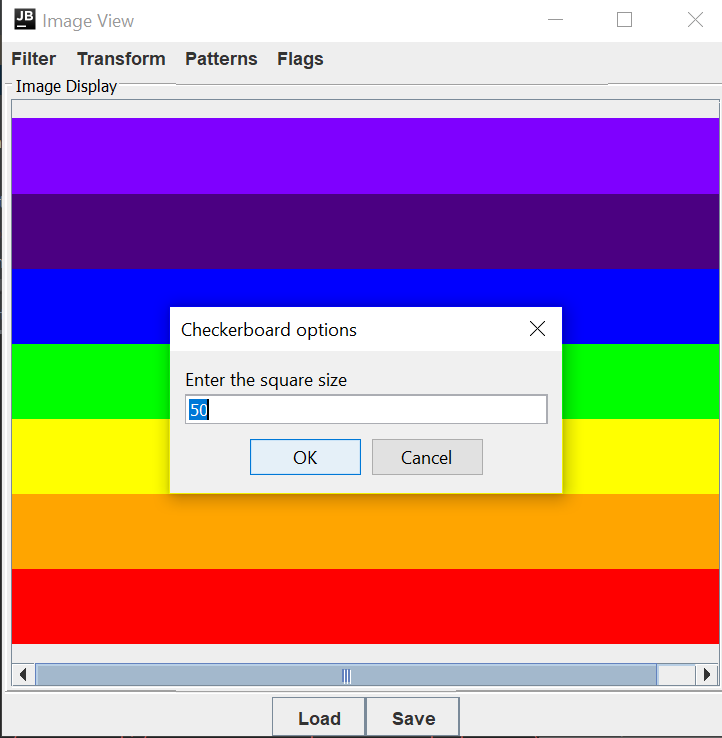 JB Image View
Filter Transform Patterns Flags
Image Display
Checkerboard options
Enter the square size
50
OK Cancel
Load Save